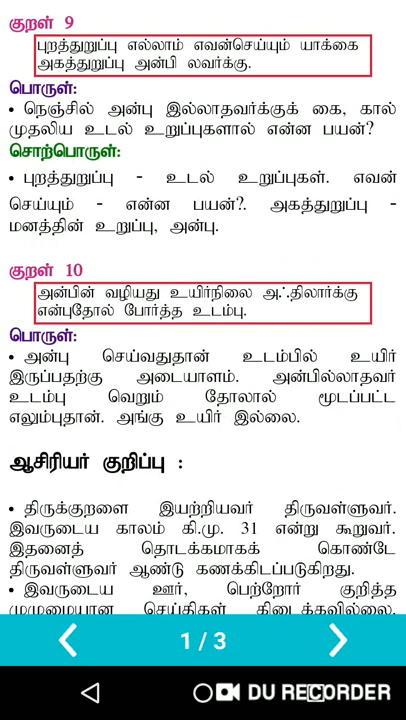 குறள் 9
புறத்துறுப்பு எல்லாம் எவன்செய்யும் யாக்கை
அகத்துறுப்பு அன்பி லவர்க்கு.
பொருள்:
• நெஞ்சில் அன்பு இல்லாதவர்க்குக் கை, கால்
முதலிய உடல் உறுப்புகளால் என்ன பயன்?
சொற்பொருள்:
• புறத்துறுப்பு - உடல் உறுப்புகள். எவன்
செய்யும் - என்ன பயன்?. அகத்துறுப்பு -
மனத்தின் உறுப்பு, அன்பு.
குறள் 10
அன்பின் வழியது உயிர்நிலை அஃதிலார்க்கு
என்புதோல் போர்த்த உடம்பு.
பொருள்:
• அன்பு செய்வதுதான் உடம்பில் உயிர்
இருப்பதற்கு அடையாளம். அன்பில்லாதவர்
உடம்பு வெறும் தோலால் மூடப்பட்ட
எலும்புதான். அங்கு உயிர் இல்லை.
ஆசிரியர் குறிப்பு :
• திருக்குறளை இயற்றியவர் திருவள்ளுவர்.
இவருடைய காலம் கி.மு. 31 என்று கூறுவர்.
இதனைத் தொடக்கமாகக் கொண்டே
திருவள்ளுவர் ஆண்டு கணக்கிடப்படுகிறது.
• இவருடைய ஊர், பெற்றோர் குறித்த
முழுமையான செய்திகள் கிடைக்கவில்லை.
1 / 3
DU RECORDER